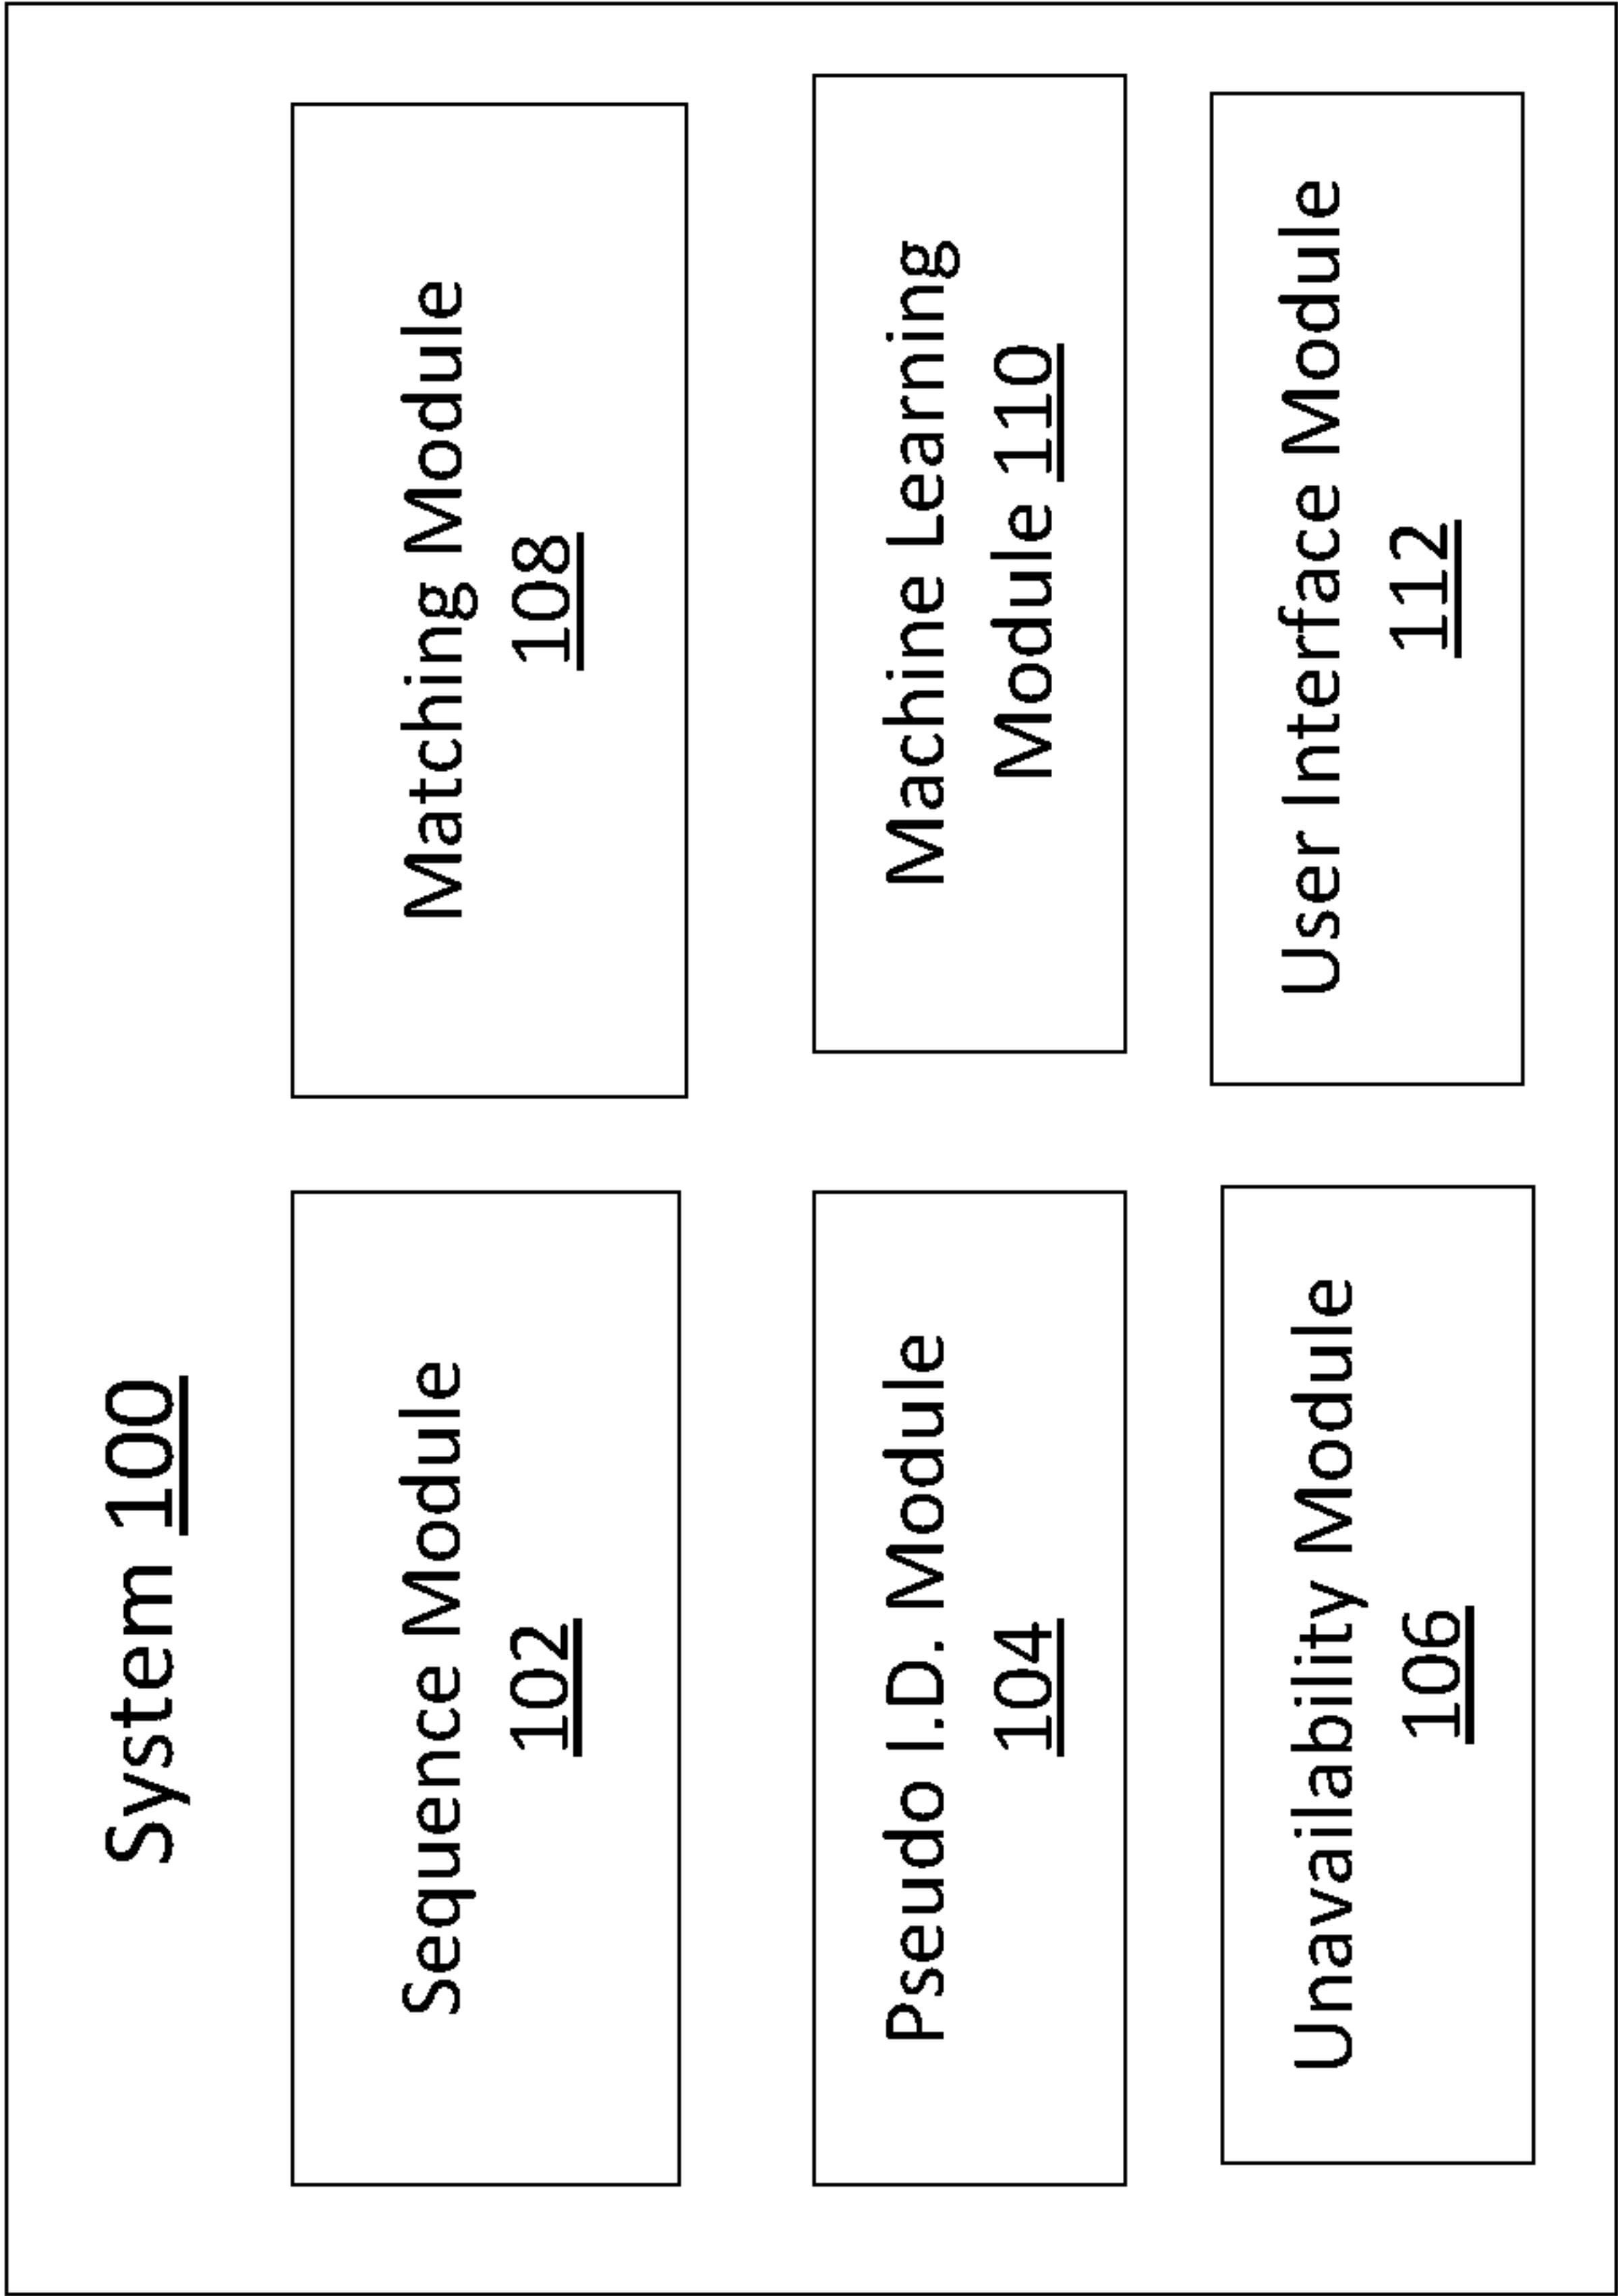 System 100
Sequence Module
102
Matching Module
108
Pseudo I.D. Module
104
Machine Learning
Module 110
Unavailability Module
106
User Interface Module
112